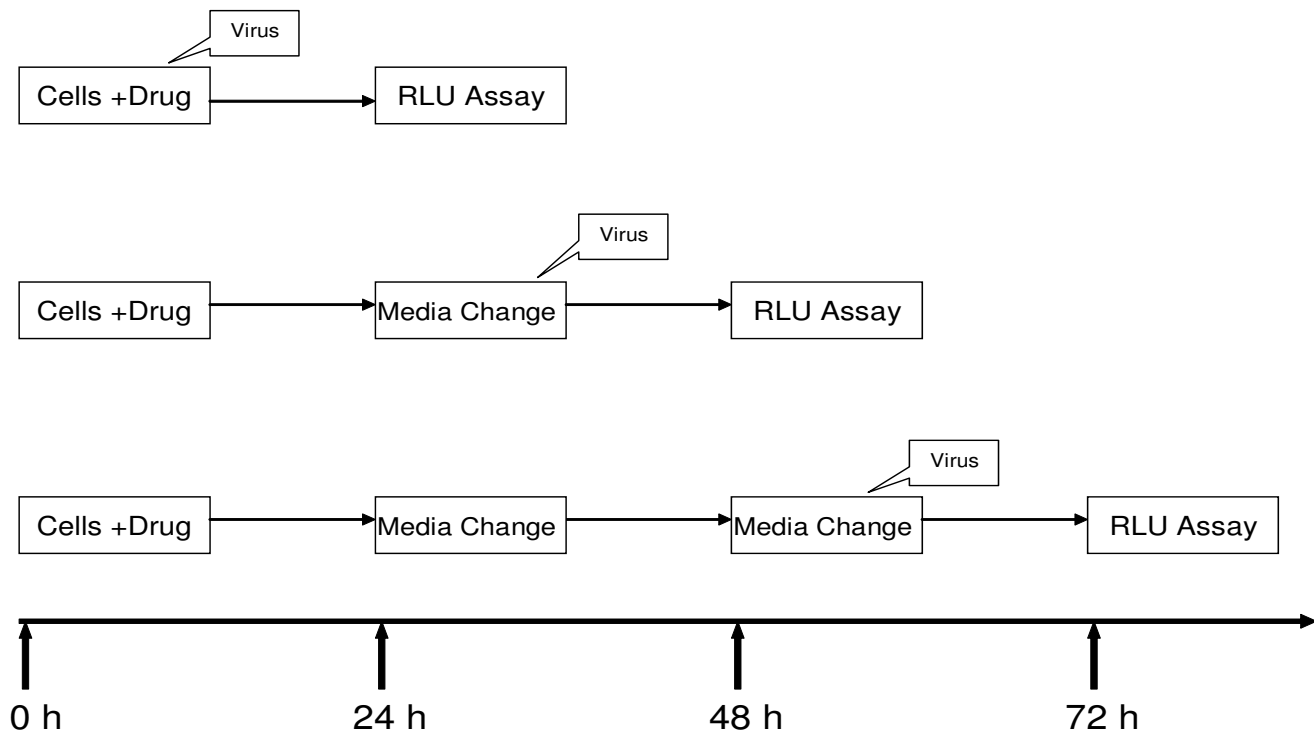 Virus
Cells +Drug
RLU Assay
Virus
Cells +Drug
Media Change
RLU Assay
Virus
Cells +Drug
Media Change
Media Change
RLU Assay
0 h
24 h
48 h
72 h